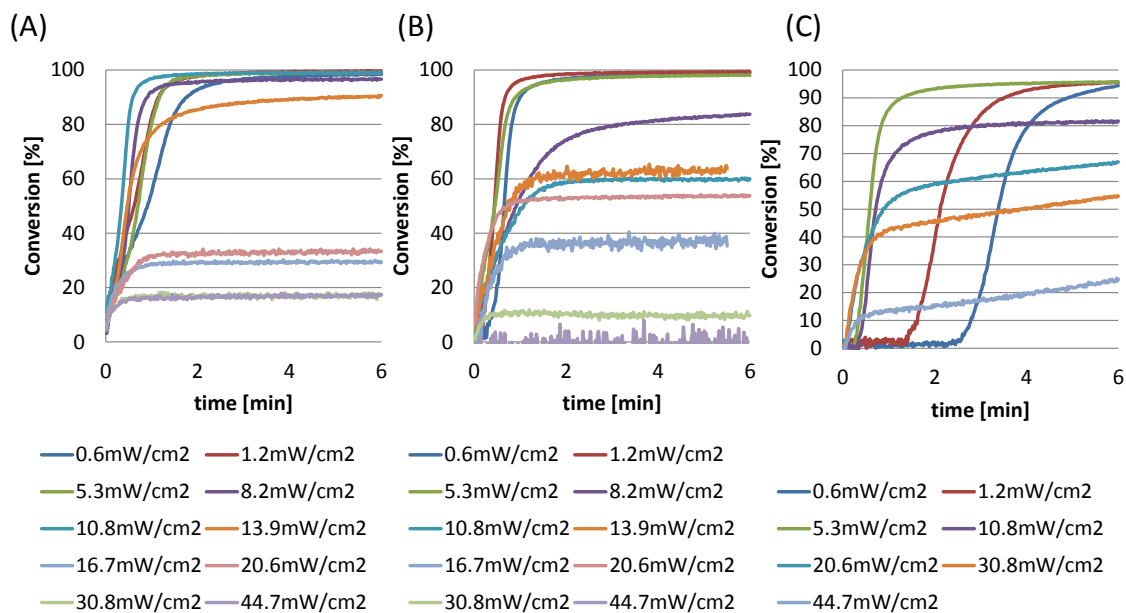 (A)
Conversion [%]
100
80
60
40
20
0
0 2 4 6
time [min]
0.6mW/cm2 1.2mW/cm2
5.3mW/cm2 8.2mW/cm2
10.8mW/cm2 13.9mW/cm2
16.7mW/cm2 20.6mW/cm2
30.8mW/cm2 44.7mW/cm2
(B)
Conversion [%]
100
80
60
40
20
0
0 2 4 6
time [min]
0.6mW/cm2 1.2mW/cm2
5.3mW/cm2 8.2mW/cm2
10.8mW/cm2 13.9mW/cm2
16.7mW/cm2 20.6mW/cm2
30.8mW/cm2 44.7mW/cm2
(C)
Conversion [%]
100
90
80
70
60
50
40
30
20
10
0
0 2 4 6
time [min]
0.6mW/cm2 1.2mW/cm2
5.3mW/cm2 10.8mW/cm2
20.6mW/cm2 30.8mW/cm2
44.7mW/cm2